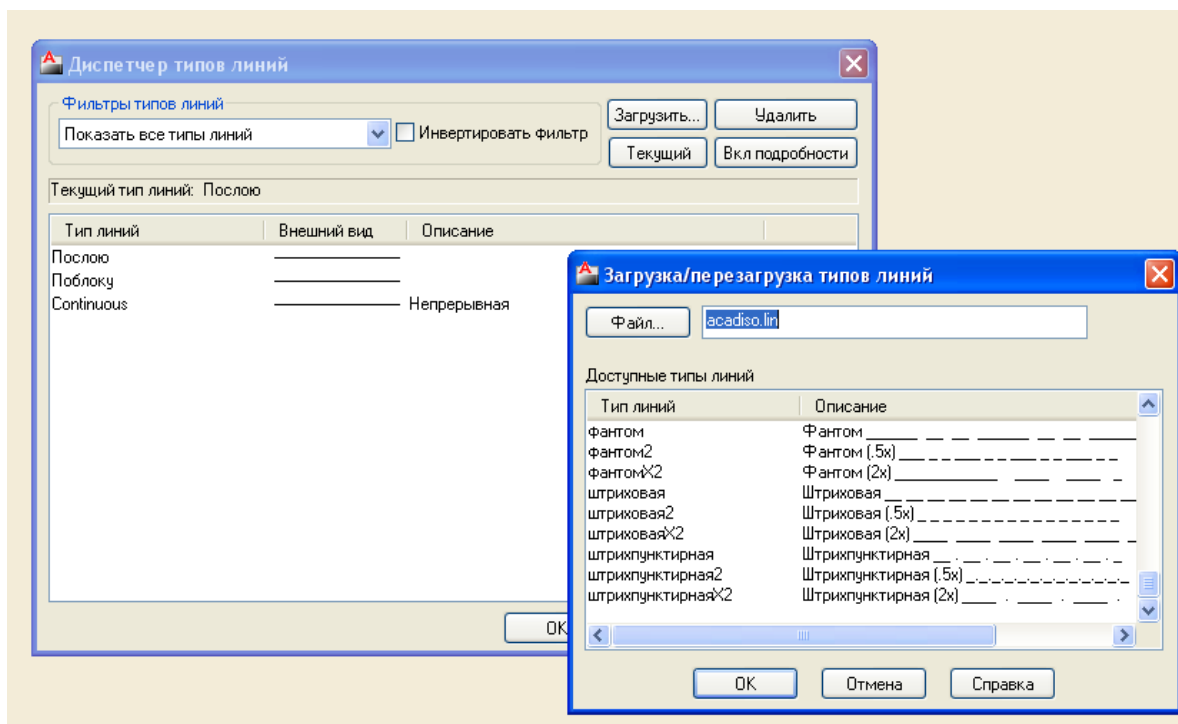 Диспетчер типов линий
Фильтры типов линий
Показать все типы линий
Инвертировать фильтр
Загрузить...
Удалить
Текущий
Вкл подробности
Текущий тип линий: Послою
Тип линий Внешний вид Описание
Послою
Поблоку
Continuous Непрерывная
OK
Загрузка/перезагрузка типов линий
Файл... acadiso.lin
Доступные типы линий
Тип линий Описание
фантом Фантом
фантом2 Фантом (.5x)
фантомX2 Фантом (2x)
штриховая Штриховая
штриховая2 Штриховая (.5x)
штриховаяX2 Штриховая (2x)
штрихпунктирная Штрихпунктирная
штрихпунктирная2 Штрихпунктирная (.5x)
штрихпунктирнаяX2 Штрихпунктирная (2x)
OK Отмена Справка